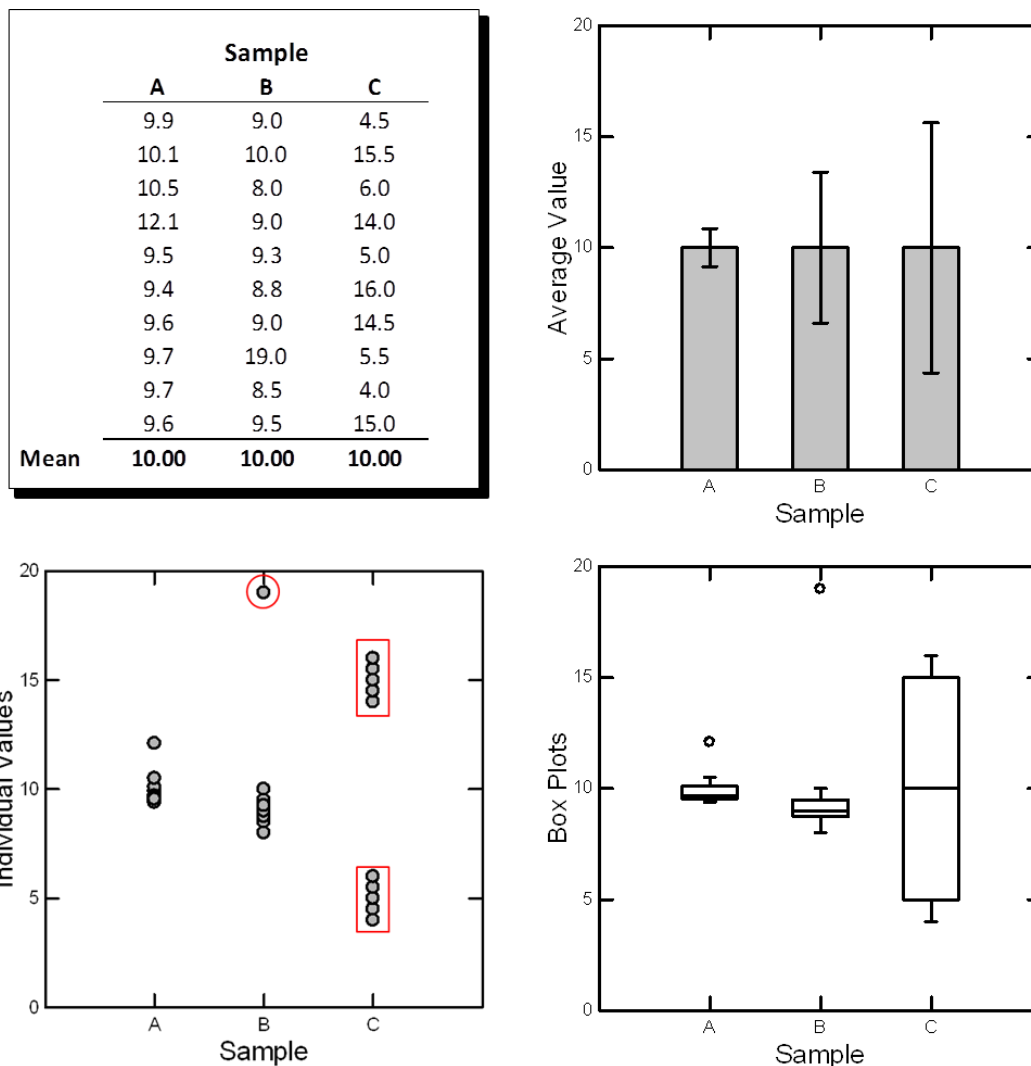 Sample
A B C
9.9 9.0 4.5
10.1 10.0 15.5
10.5 8.0 6.0
12.1 9.0 14.0
9.5 9.3 5.0
9.4 8.8 16.0
9.6 9.0 14.5
9.7 19.0 5.5
9.7 8.5 4.0
9.6 9.5 15.0
Mean 10.00 10.00 10.00
20
15
10
5
0
Average Value
A B C
Sample
20
15
10
5
0
Individual Values
A B C
Sample
20
15
10
5
0
Box Plots
A B C
Sample